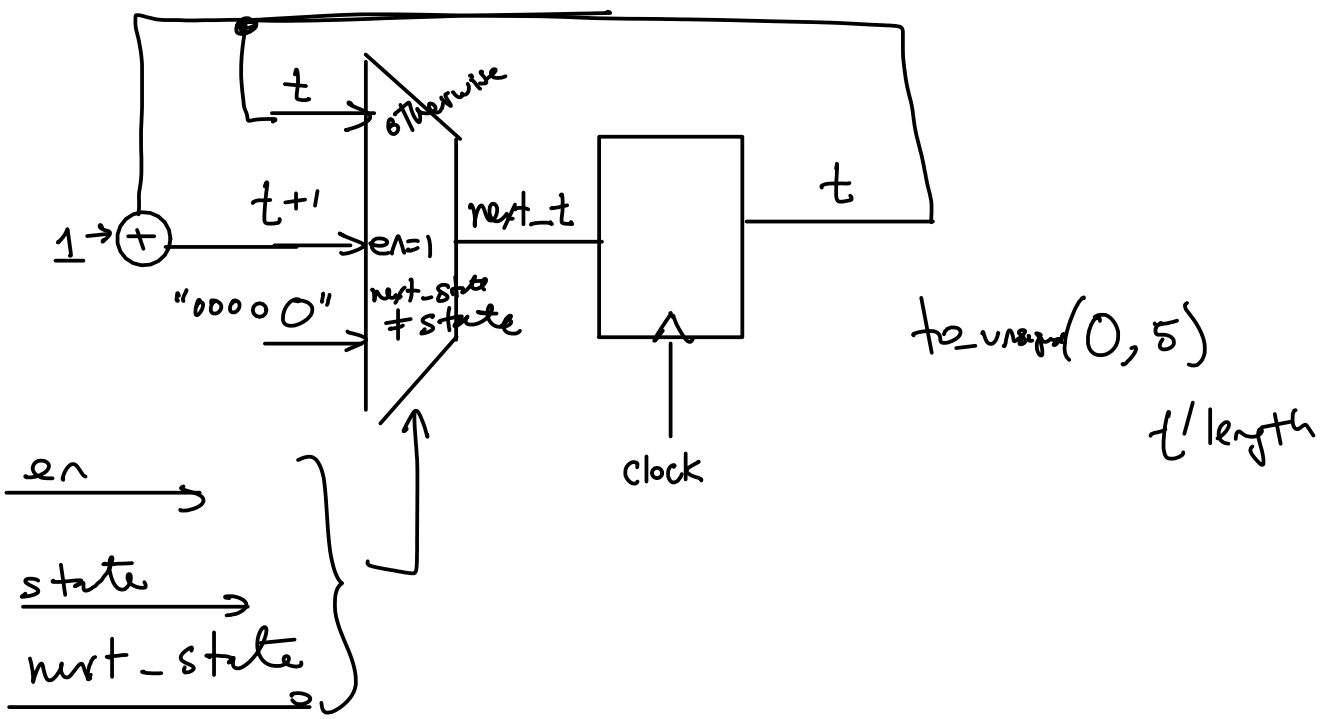 t
otherwise
t+1
1 → +
en=1
next_t
t
"00000"
next_state
≠ state
to_unsigned(0, 5)
t'length
clock
en
state
next_state